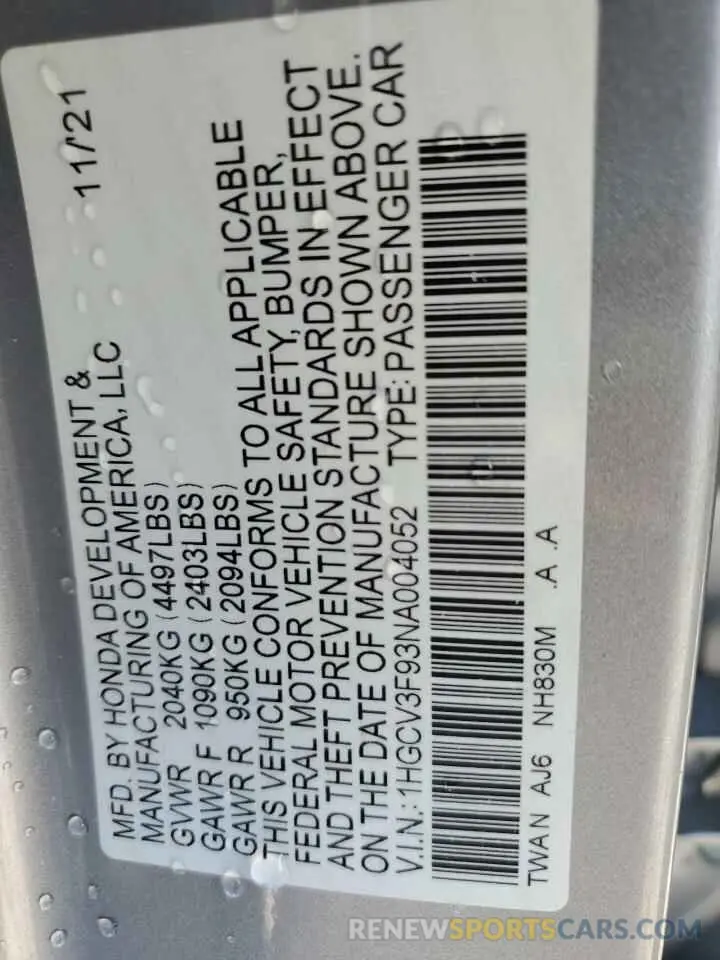 MFD. BY HONDA DEVELOPMENT &
MANUFACTURING OF AMERICA, LLC 11/21
GVWR 2040KG (4497LBS)
GAWR F 1090KG (2403LBS)
GAWR R 950KG (2094LBS)
THIS VEHICLE CONFORMS TO ALL APPLICABLE
FEDERAL MOTOR VEHICLE SAFETY, BUMPER,
AND THEFT PREVENTION STANDARDS IN EFFECT
ON THE DATE OF MANUFACTURE SHOWN ABOVE.
V.I.N.: 1HGCV3F93NA004052 TYPE: PASSENGER CAR
TWAN AJ6 NH830M .A .A
RENEWSPORTSCARS.COM